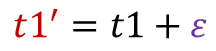 t1′ = t1 + ε